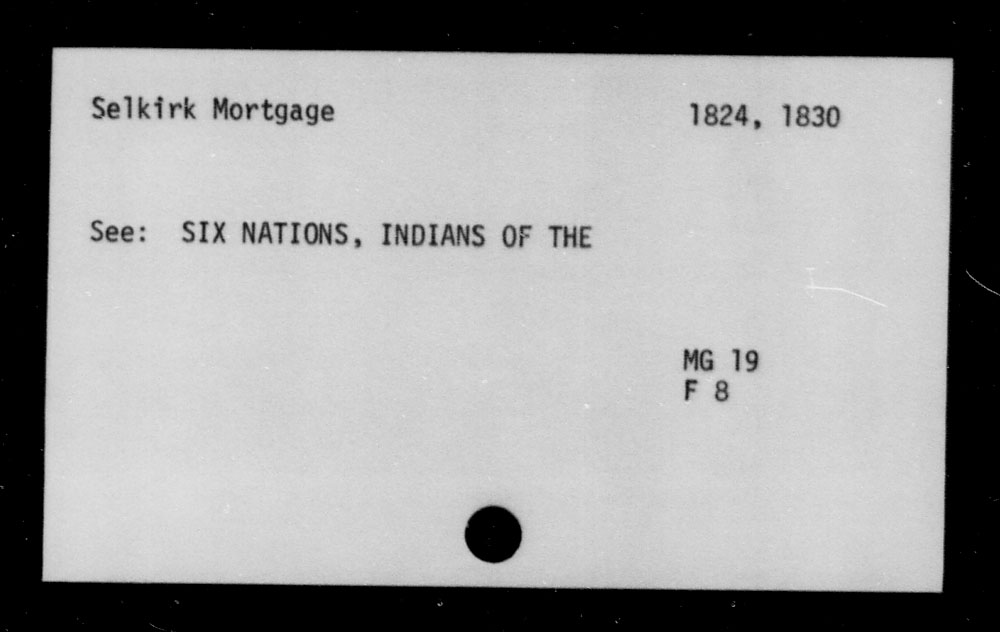 Selkirk Mortgage 1824, 1830
See: SIX NATIONS, INDIANS OF THE
MG 19
F 8